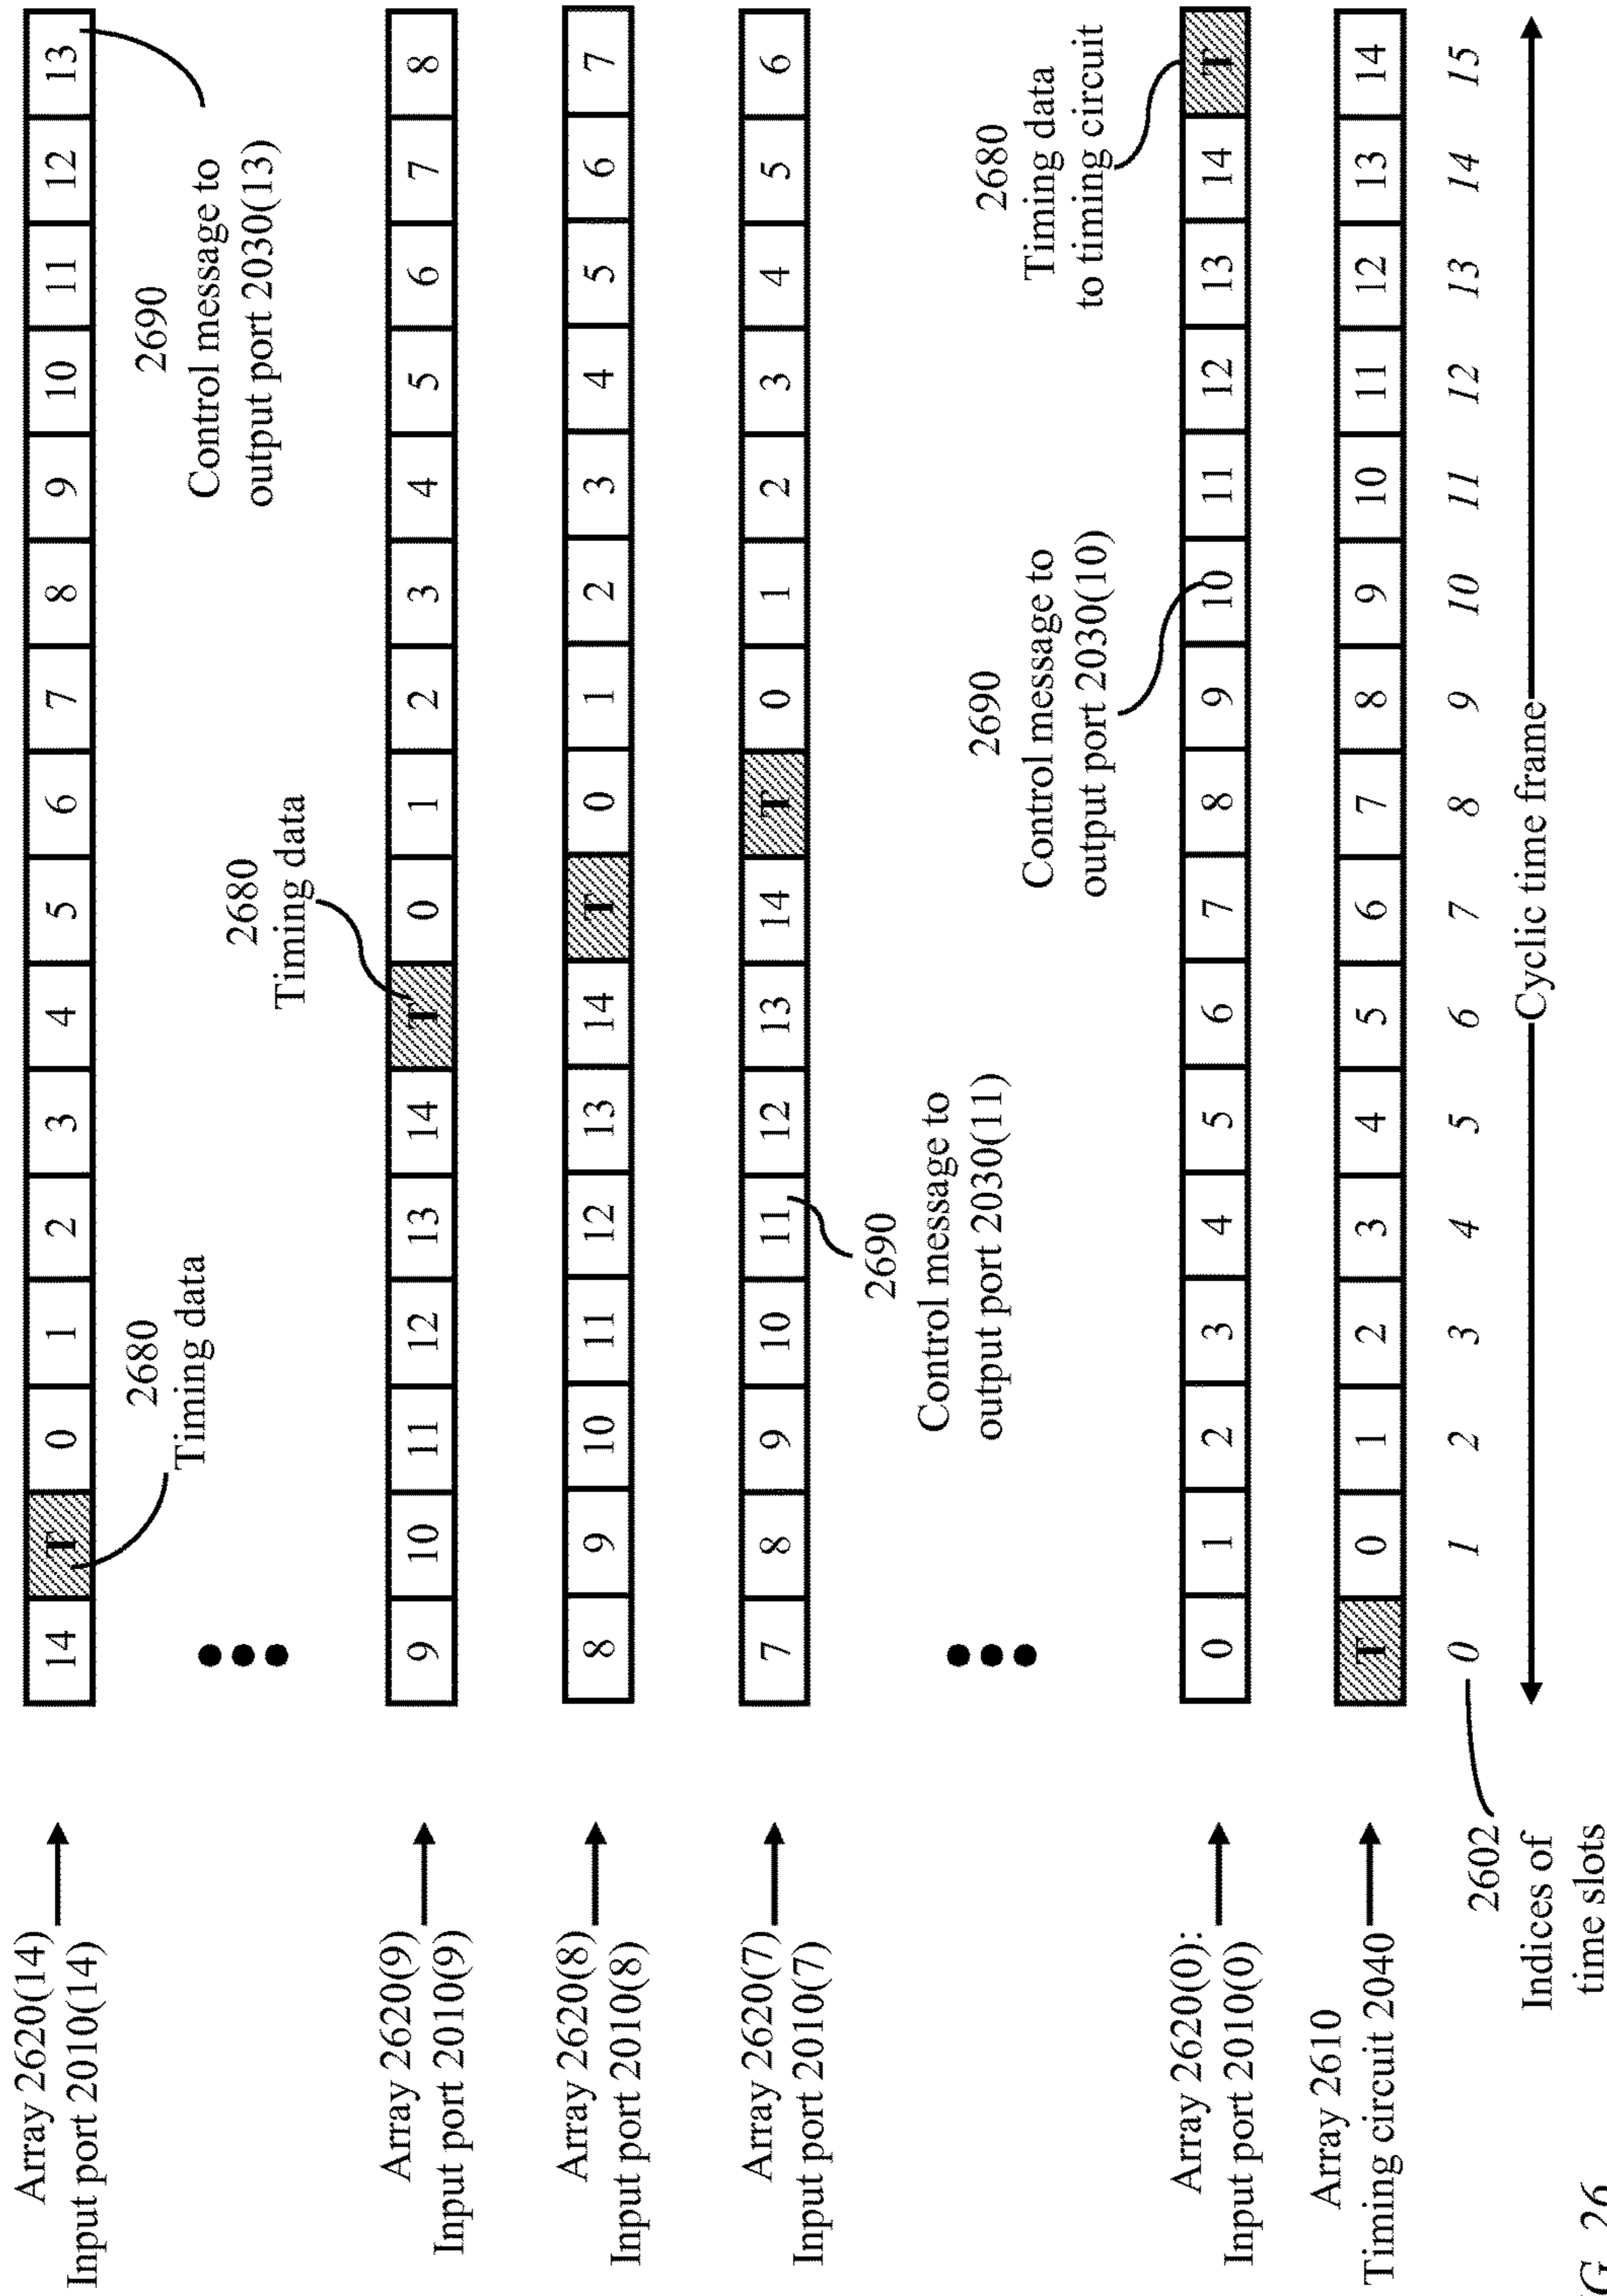 Array 2620(14)
Input port 2010(14)
14 T 0 1 2 3 4 5 6 7 8 9 10 11 12 13
2680
Timing data
2690
Control message to
output port 2030(13)
2680
Timing data
Array 2620(9)
Input port 2010(9)
9 10 11 12 13 14 T 0 1 2 3 4 5 6 7 8
Array 2620(8)
Input port 2010(8)
8 9 10 11 12 13 14 T 0 1 2 3 4 5 6 7
Array 2620(7)
Input port 2010(7)
7 8 9 10 11 12 13 14 T 0 1 2 3 4 5 6
2690
Control message to
output port 2030(11)
2690
Control message to
output port 2030(10)
2680
Timing data
to timing circuit
Array 2620(0):
Input port 2010(0)
0 1 2 3 4 5 6 7 8 9 10 11 12 13 14 T
Array 2610
Timing circuit 2040
T 0 1 2 3 4 5 6 7 8 9 10 11 12 13 14
0 1 2 3 4 5 6 7 8 9 10 11 12 13 14 15
2602
Indices of
time slots
Cyclic time frame
G. 26